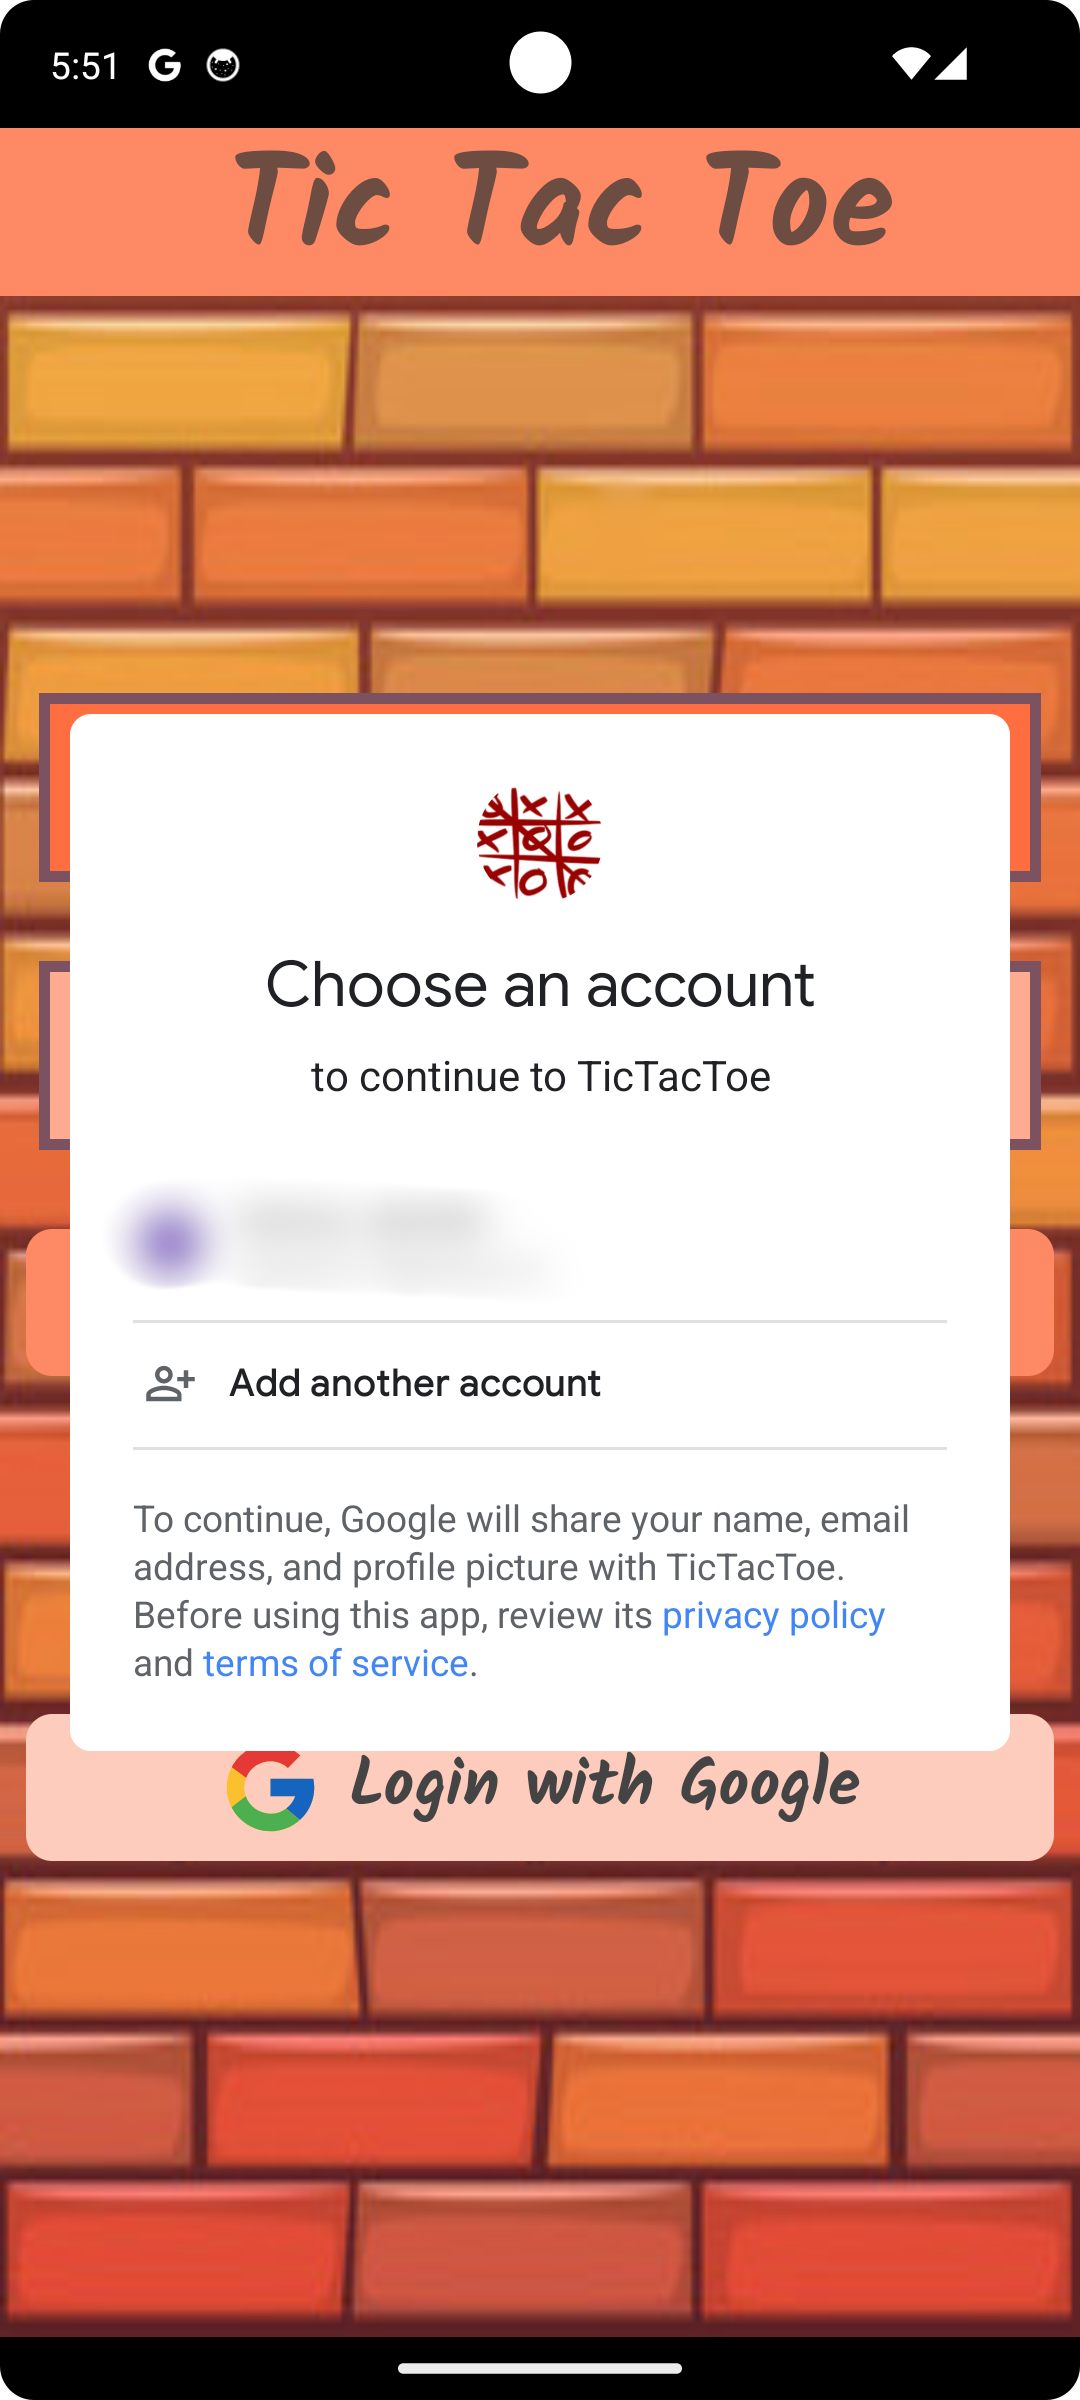 5:51
Tic Tac Toe
Choose an account
to continue to TicTacToe
Add another account
To continue, Google will share your name, email
address, and profile picture with TicTacToe.
Before using this app, review its privacy policy
and terms of service.
Login with Google